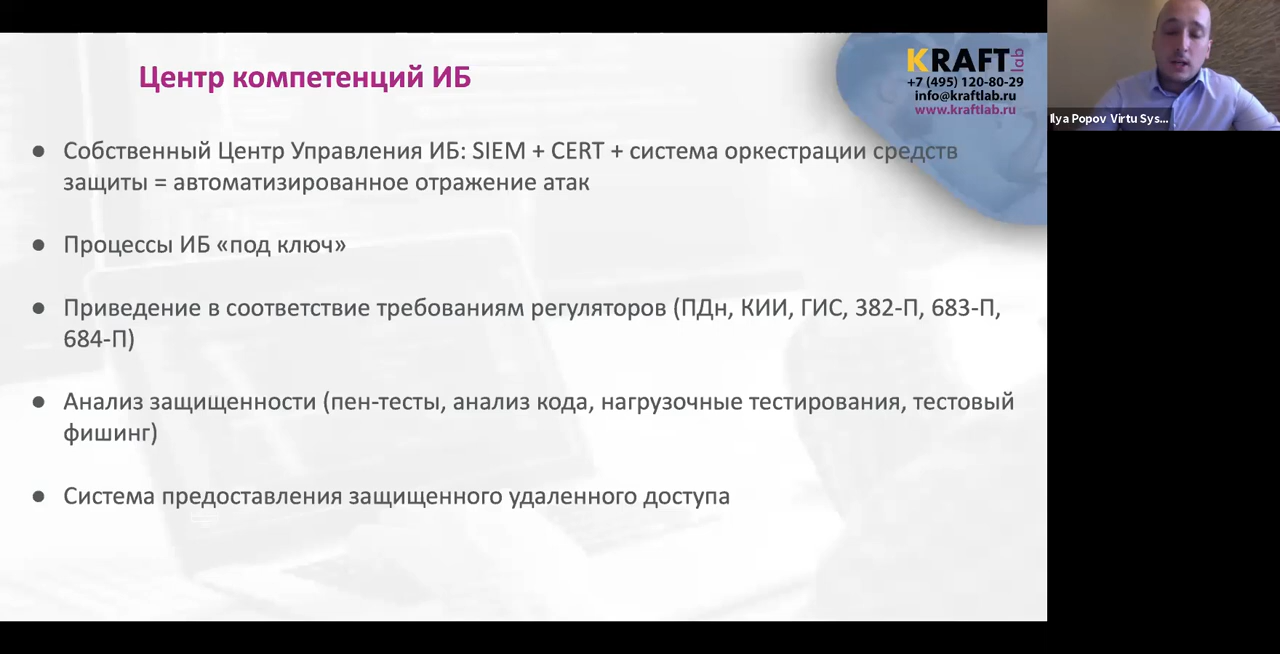 Центр компетенций ИБ
KRAFT lab
+7 (495) 120-80-29
info@kraftlab.ru
www.kraftlab.ru
Ilya Popov Virtu Sys...
● Собственный Центр Управления ИБ: SIEM + CERT + система оркестрации средств
защиты = автоматизированное отражение атак
● Процессы ИБ «под ключ»
● Приведение в соответствие требованиям регуляторов (ПДн, КИИ, ГИС, 382-П, 683-П,
684-П)
● Анализ защищенности (пен-тесты, анализ кода, нагрузочные тестирования, тестовый
фишинг)
● Система предоставления защищенного удаленного доступа